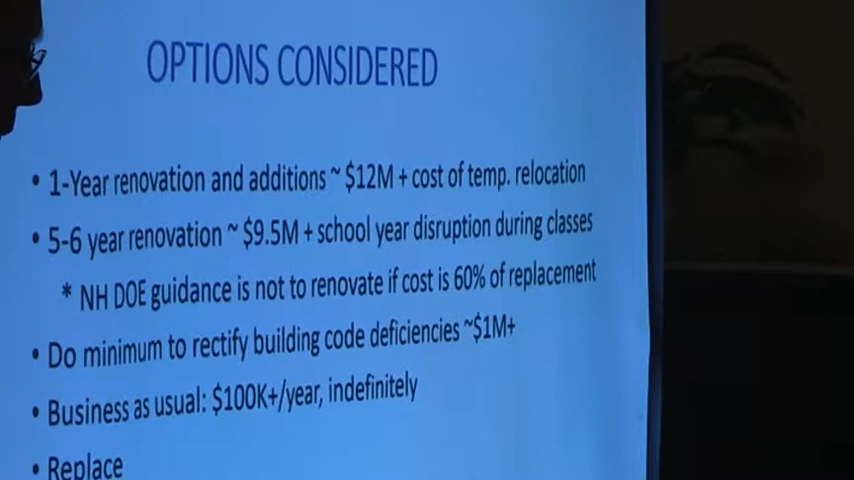 OPTIONS CONSIDERED
• 1-Year renovation and additions ~ $12M + cost of temp. relocation
• 5-6 year renovation ~ $9.5M + school year disruption during classes
* NH DOE guidance is not to renovate if cost is 60% of replacement
• Do minimum to rectify building code deficiencies ~$1M+
• Business as usual: $100K+/year, indefinitely
• Replace